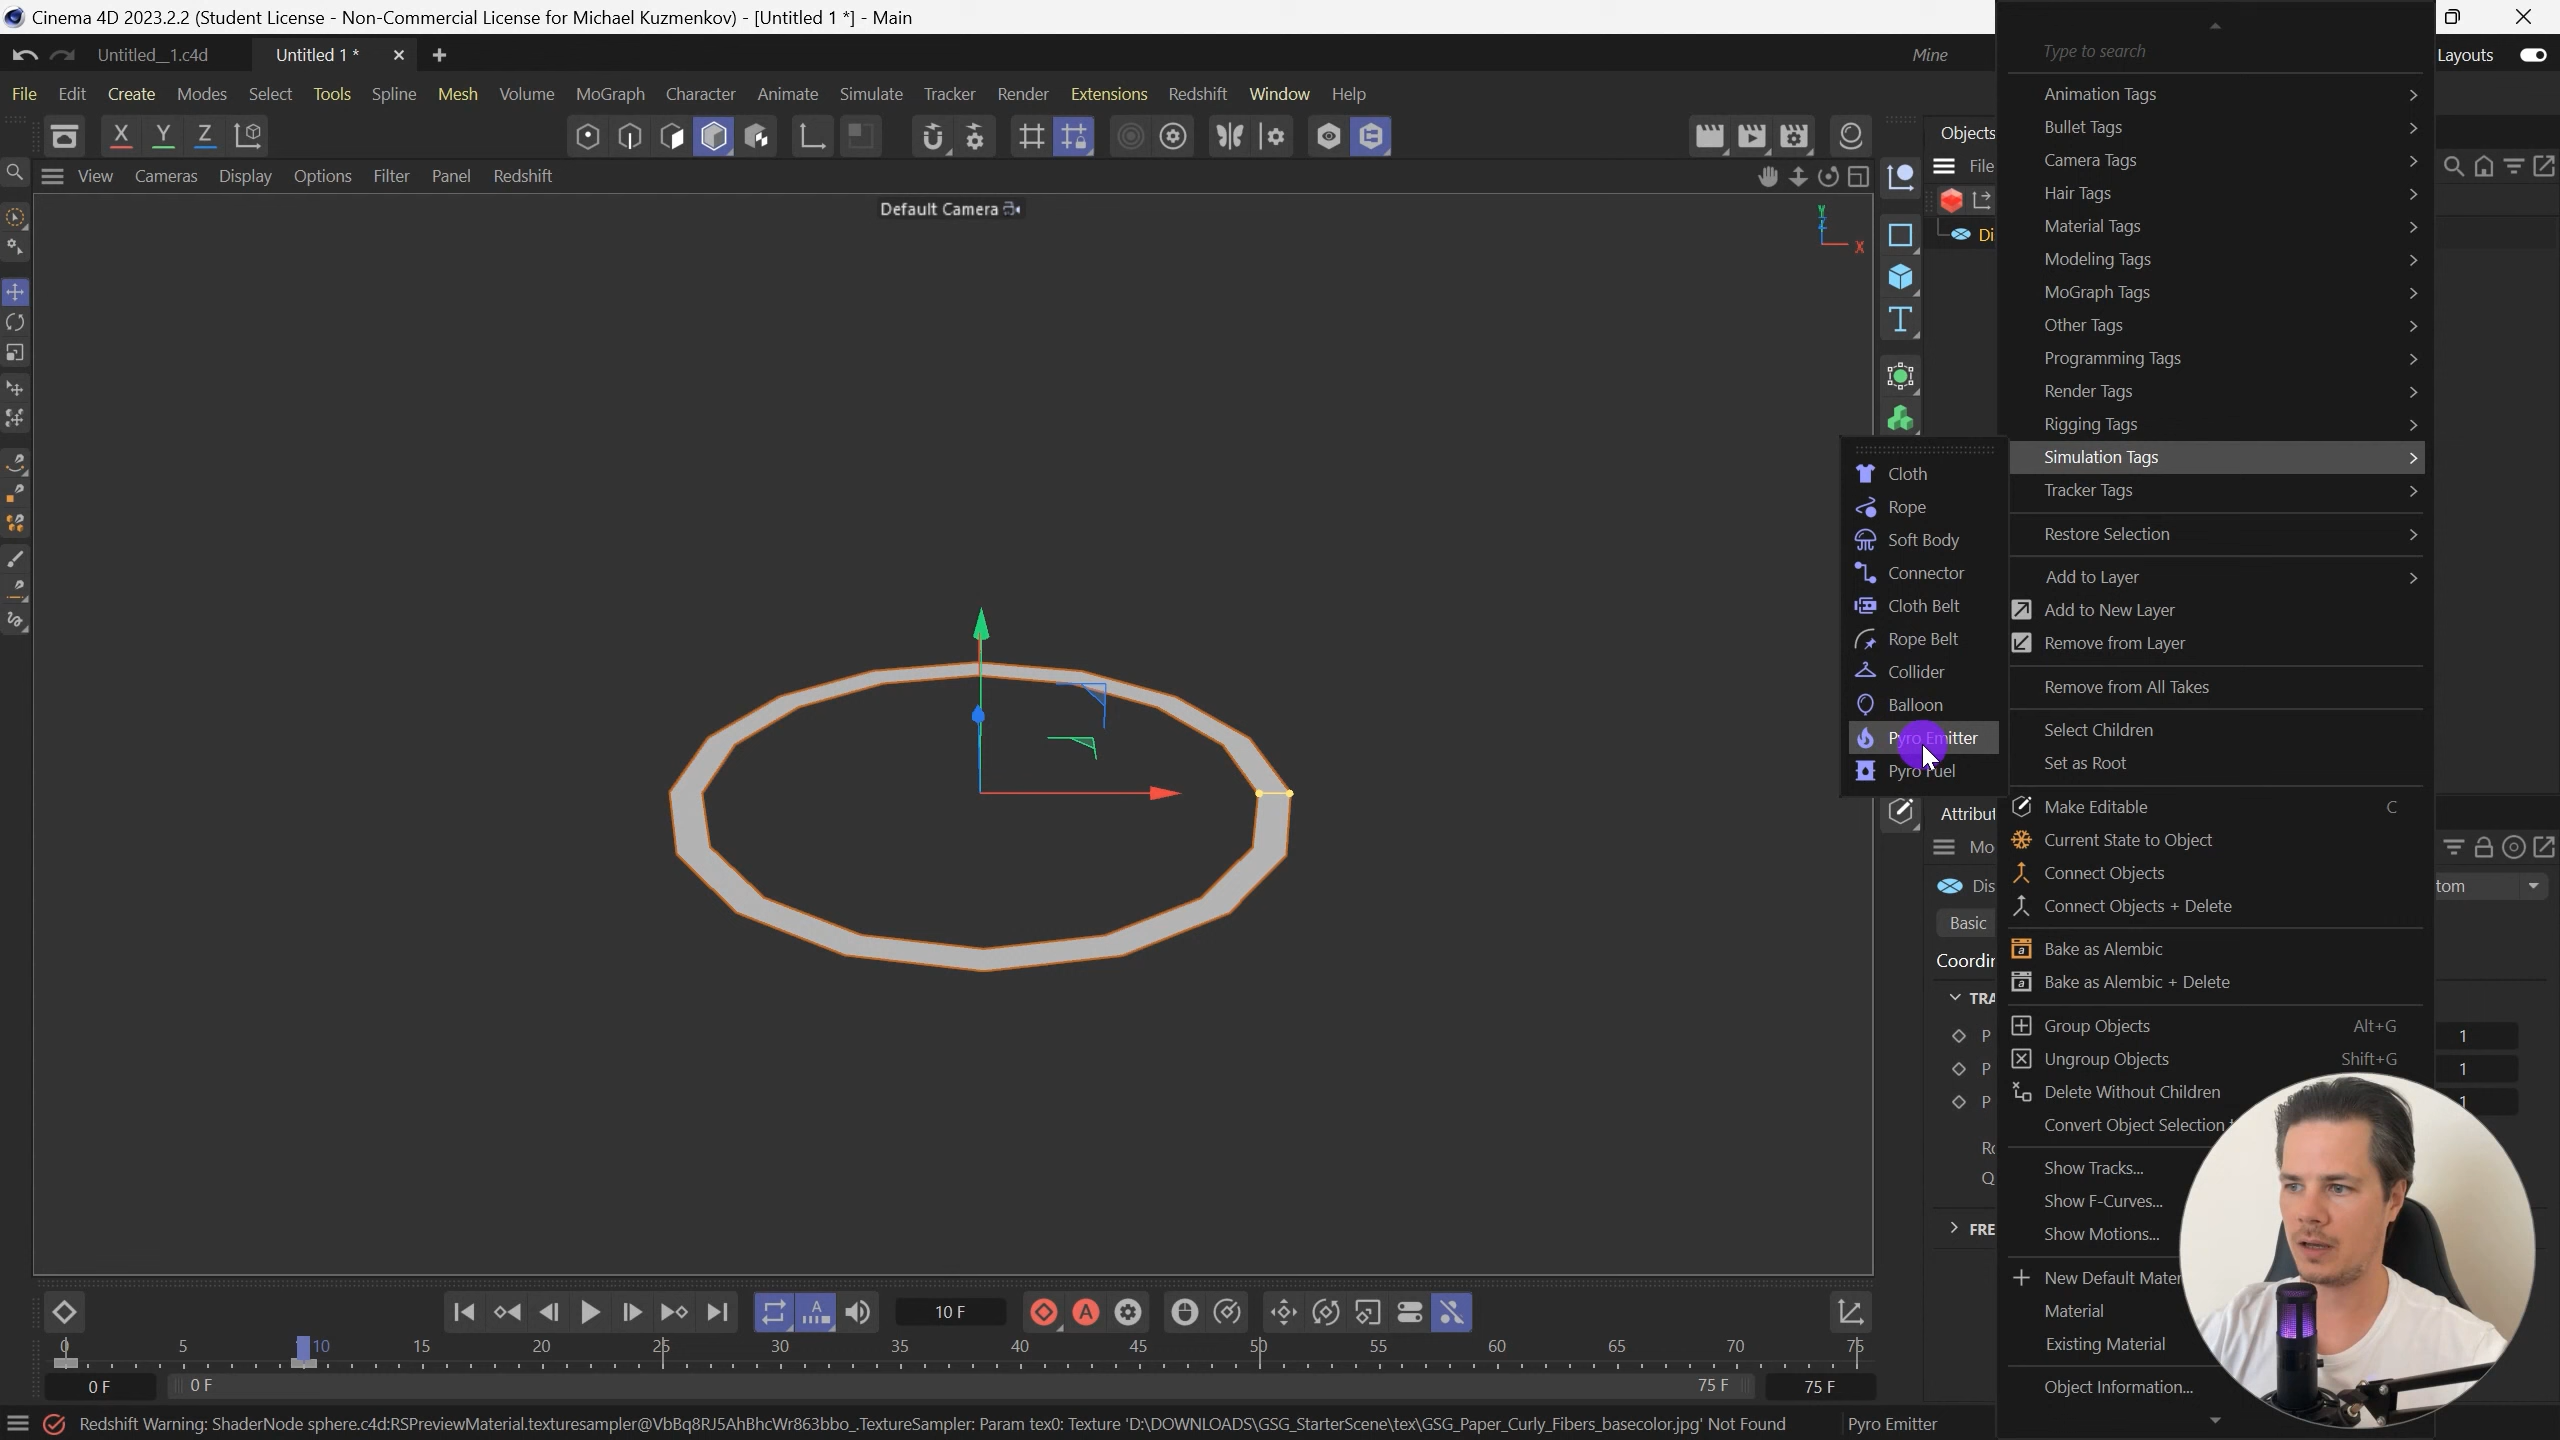 Cinema 4D 2023.2.2 (Student License - Non-Commercial License for Michael Kuzmenkov) - [Untitled 1 *] - Main
Untitled_1.c4d
Untitled 1 *
Mine
Layouts
File Edit Create Modes Select Tools Spline Mesh Volume MoGraph Character Animate Simulate Tracker Render Extensions Redshift Window Help
X Y Z
Objects
File
View Cameras Display Options Filter Panel Redshift
Default Camera
Y
Z
X
Di
Type to search
Animation Tags
Bullet Tags
Camera Tags
Hair Tags
Material Tags
Modeling Tags
MoGraph Tags
Other Tags
Programming Tags
Render Tags
Rigging Tags
Simulation Tags
Tracker Tags
Restore Selection
Add to Layer
Add to New Layer
Remove from Layer
Remove from All Takes
Select Children
Set as Root
Make Editable C
Current State to Object
Connect Objects
Connect Objects + Delete
Bake as Alembic
Bake as Alembic + Delete
Group Objects Alt+G
Ungroup Objects Shift+G
Delete Without Children
Convert Object Selection
Show Tracks...
Show F-Curves...
Show Motions...
New Default Mater
Material
Existing Material
Object Information...
Cloth
Rope
Soft Body
Connector
Cloth Belt
Rope Belt
Collider
Balloon
Pyro Emitter
Pyro Fuel
Attribut
Mo
Dis
tom
Basic
Coordin
TRA
P 1
P 1
P 1
Ro
Q
FRE
10 F
A
0 5 10 15 20 25 30 35 40 45 50 55 60 65 70 75
0 F 0 F 75 F 75 F
Redshift Warning: ShaderNode sphere.c4d:RSPreviewMaterial.texturesampler@VbBq8RJ5AhBhcWr863bbo_.TextureSampler: Param tex0: Texture 'D:\DOWNLOADS\GSG_StarterScene\tex\GSG_Paper_Curly_Fibers_basecolor.jpg' Not Found
Pyro Emitter